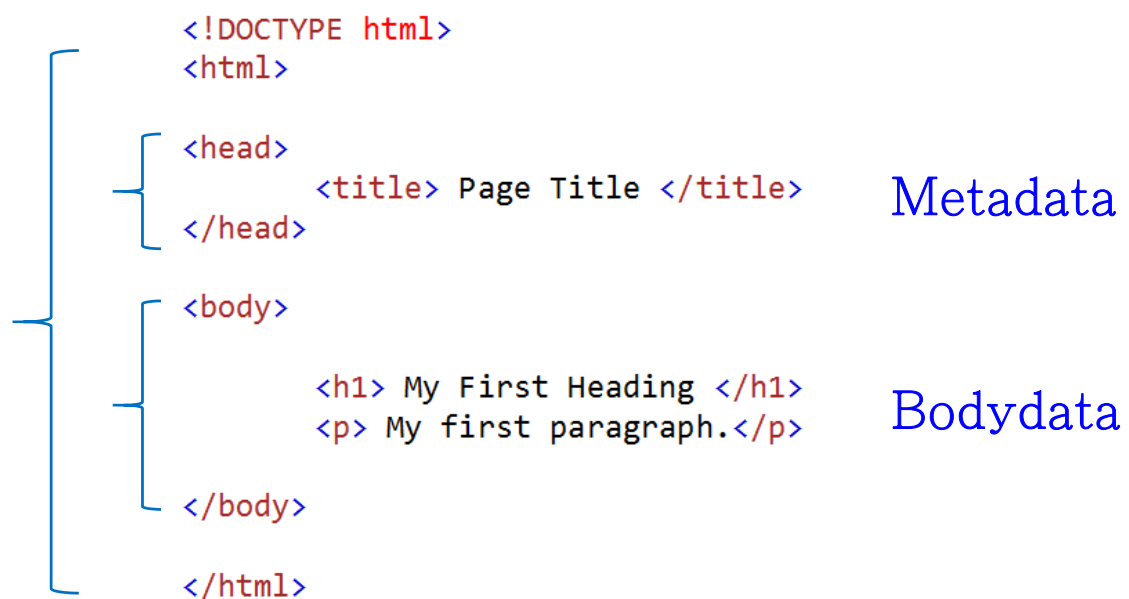 <!DOCTYPE html>
<html>
<head>
<title> Page Title </title>
Metadata
</head>
<body>
<h1> My First Heading </h1>
<p> My first paragraph.</p>
Bodydata
</body>
</html>